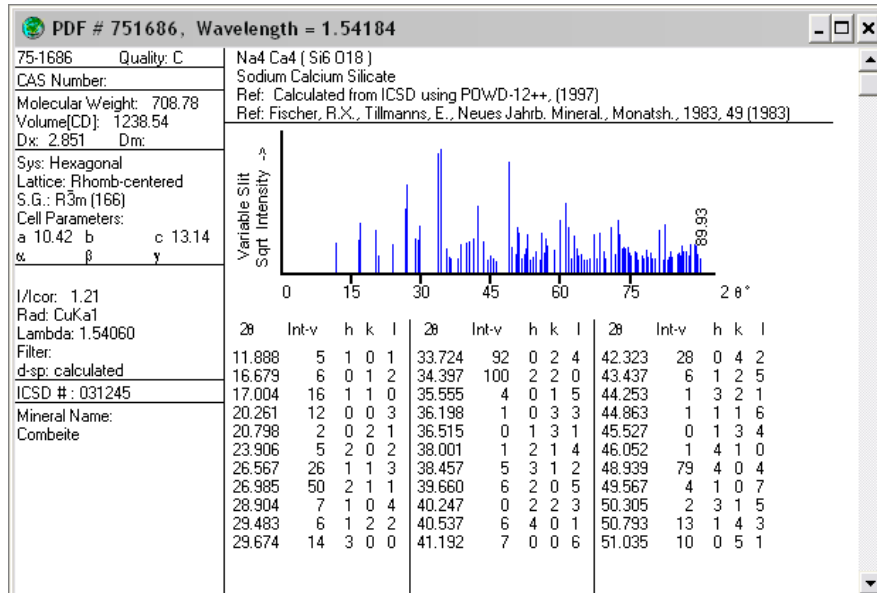 PDF # 751686, Wavelength = 1.54184
75-1686 Quality: C
CAS Number:
Molecular Weight: 708.78
Volume[CD]: 1238.54
Dx: 2.851 Dm:
Sys: Hexagonal
Lattice: Rhomb-centered
S.G.: R3̅m (166)
Cell Parameters:
a 10.42 b c 13.14
α β γ
I/Icor: 1.21
Rad: CuKa1
Lambda: 1.54060
Filter:
d-sp: calculated
ICSD # : 031245
Mineral Name:
Combeite
Na4 Ca4 ( Si6 O18 )
Sodium Calcium Silicate
Ref: Calculated from ICSD using POWD-12++, (1997)
Ref: Fischer, R.X., Tillmanns, E., Neues Jahrb. Mineral., Monatsh., 1983, 49 (1983)
Variable Slit
Sqrt Intensity ->
89.93
0 15 30 45 60 75 2 θ°
2θ Int-v h k l 2θ Int-v h k l 2θ Int-v h k l
11.888 5 1 0 1 33.724 92 0 2 4 42.323 28 0 4 2
16.679 6 0 1 2 34.397 100 2 2 0 43.437 6 1 2 5
17.004 16 1 1 0 35.555 4 0 1 5 44.253 1 3 2 1
20.261 12 0 0 3 36.198 1 0 3 3 44.863 1 1 1 6
20.798 2 0 2 1 36.515 0 1 3 1 45.527 0 1 3 4
23.906 5 2 0 2 38.001 1 2 1 4 46.052 1 4 1 0
26.567 26 1 1 3 38.457 5 3 1 2 48.939 79 4 0 4
26.985 50 2 1 1 39.660 6 2 0 5 49.567 4 1 0 7
28.904 7 1 0 4 40.247 0 2 2 3 50.305 2 3 1 5
29.483 6 1 2 2 40.537 6 4 0 1 50.793 13 1 4 3
29.674 14 3 0 0 41.192 7 0 0 6 51.035 10 0 5 1